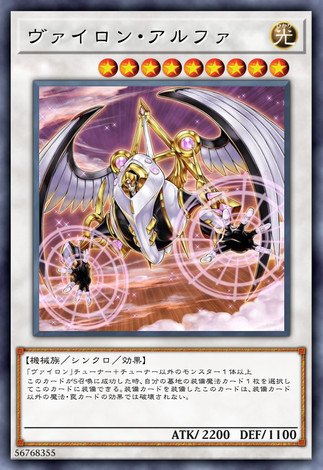 ヴァイロン・アルファ
光
【機械族／シンクロ／効果】
「ヴァイロン」チューナー＋チューナー以外のモンスター１体以上
このカードがS召喚に成功した時、自分の墓地の装備魔法カード１枚を選択し
てこのカードに装備できる。装備カードを装備したこのカードは、装備カード
以外の魔法・罠カードの効果では破壊されない。
ATK/ 2200 DEF/1100
56768355